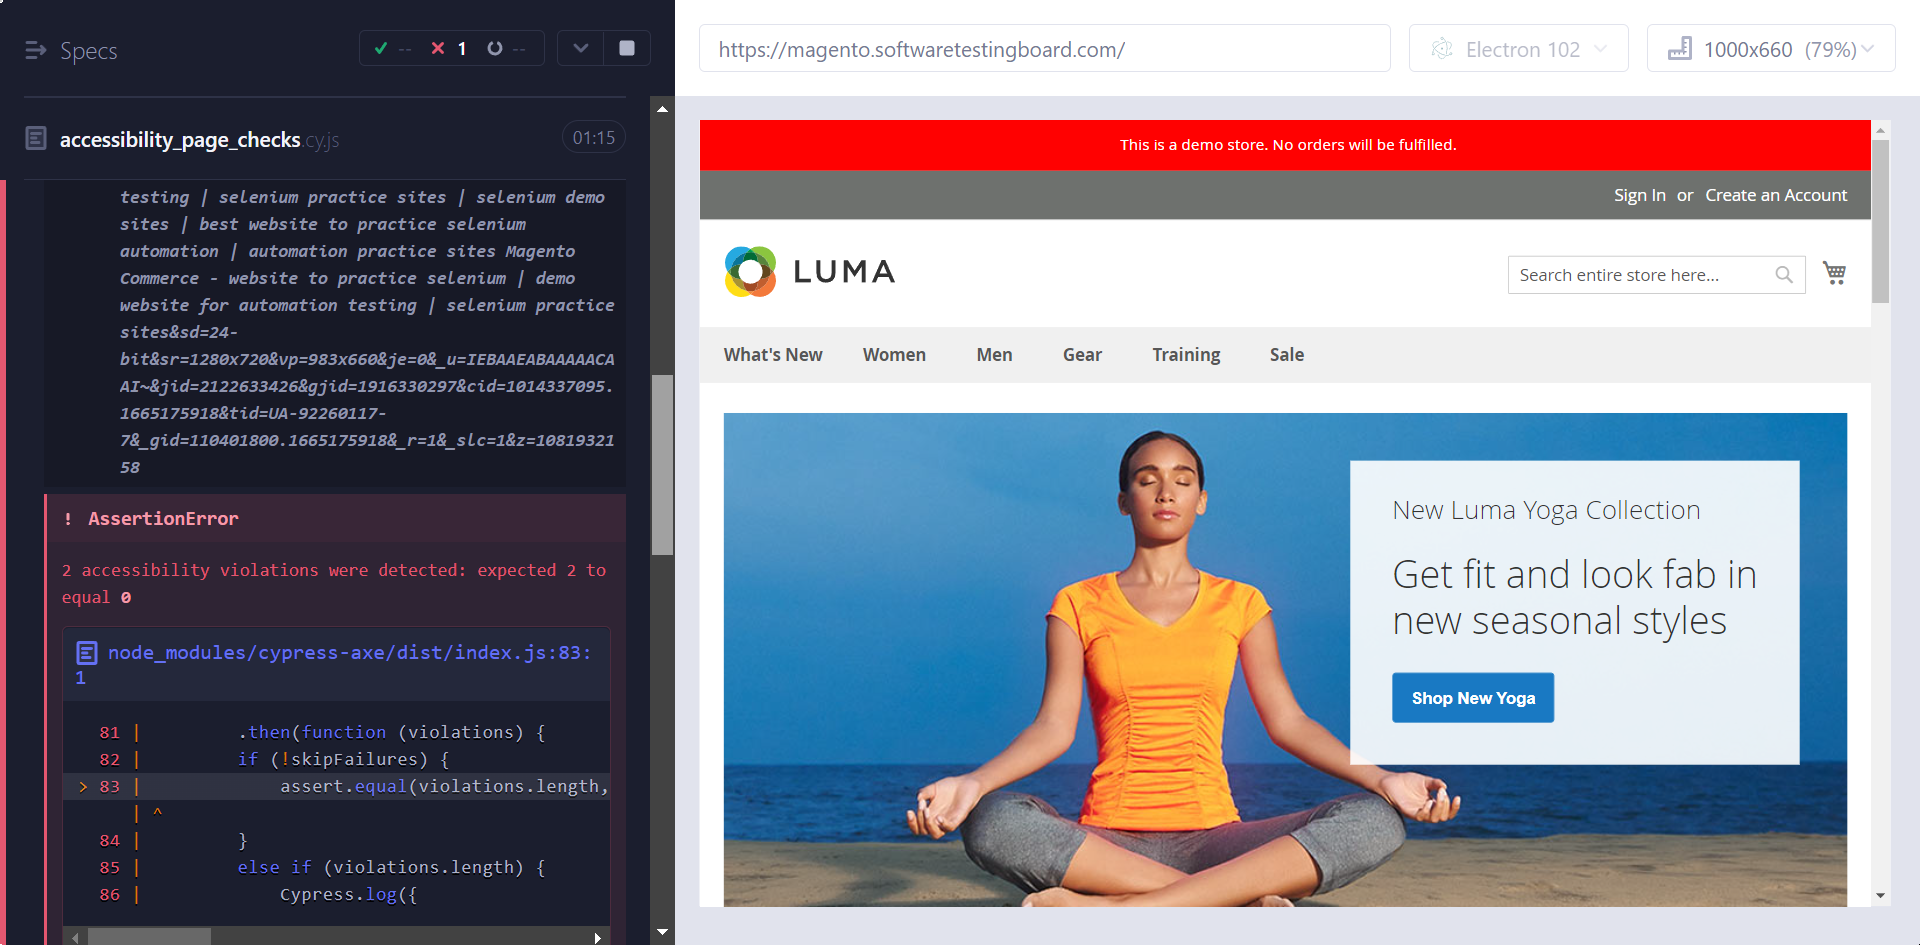 Specs
-- 1 --
accessibility_page_checks.cy.js
01:15
testing | selenium practice sites | selenium demo
sites | best website to practice selenium
automation | automation practice sites Magento
Commerce - website to practice selenium | demo
website for automation testing | selenium practice
sites&sd=24-
bit&sr=1280x720&vp=983x660&je=0&_u=IEBAAEABAAAAACA
AI~&jid=2122633426&gjid=1916330297&cid=1014337095.
1665175918&tid=UA-92260117-
7&_gid=110401800.1665175918&_r=1&_slc=1&z=10819321
58
! AssertionError
2 accessibility violations were detected: expected 2 to
equal 0
node_modules/cypress-axe/dist/index.js:83:
1
81 | .then(function (violations) {
82 | if (!skipFailures) {
> 83 | assert.equal(violations.length,
| ^
84 | }
85 | else if (violations.length) {
86 | Cypress.log({
https://magento.softwaretestingboard.com/
Electron 102
1000x660 (79%)
This is a demo store. No orders will be fulfilled.
Sign In or Create an Account
LUMA
Search entire store here...
What's New Women Men Gear Training Sale
New Luma Yoga Collection
Get fit and look fab in
new seasonal styles
Shop New Yoga